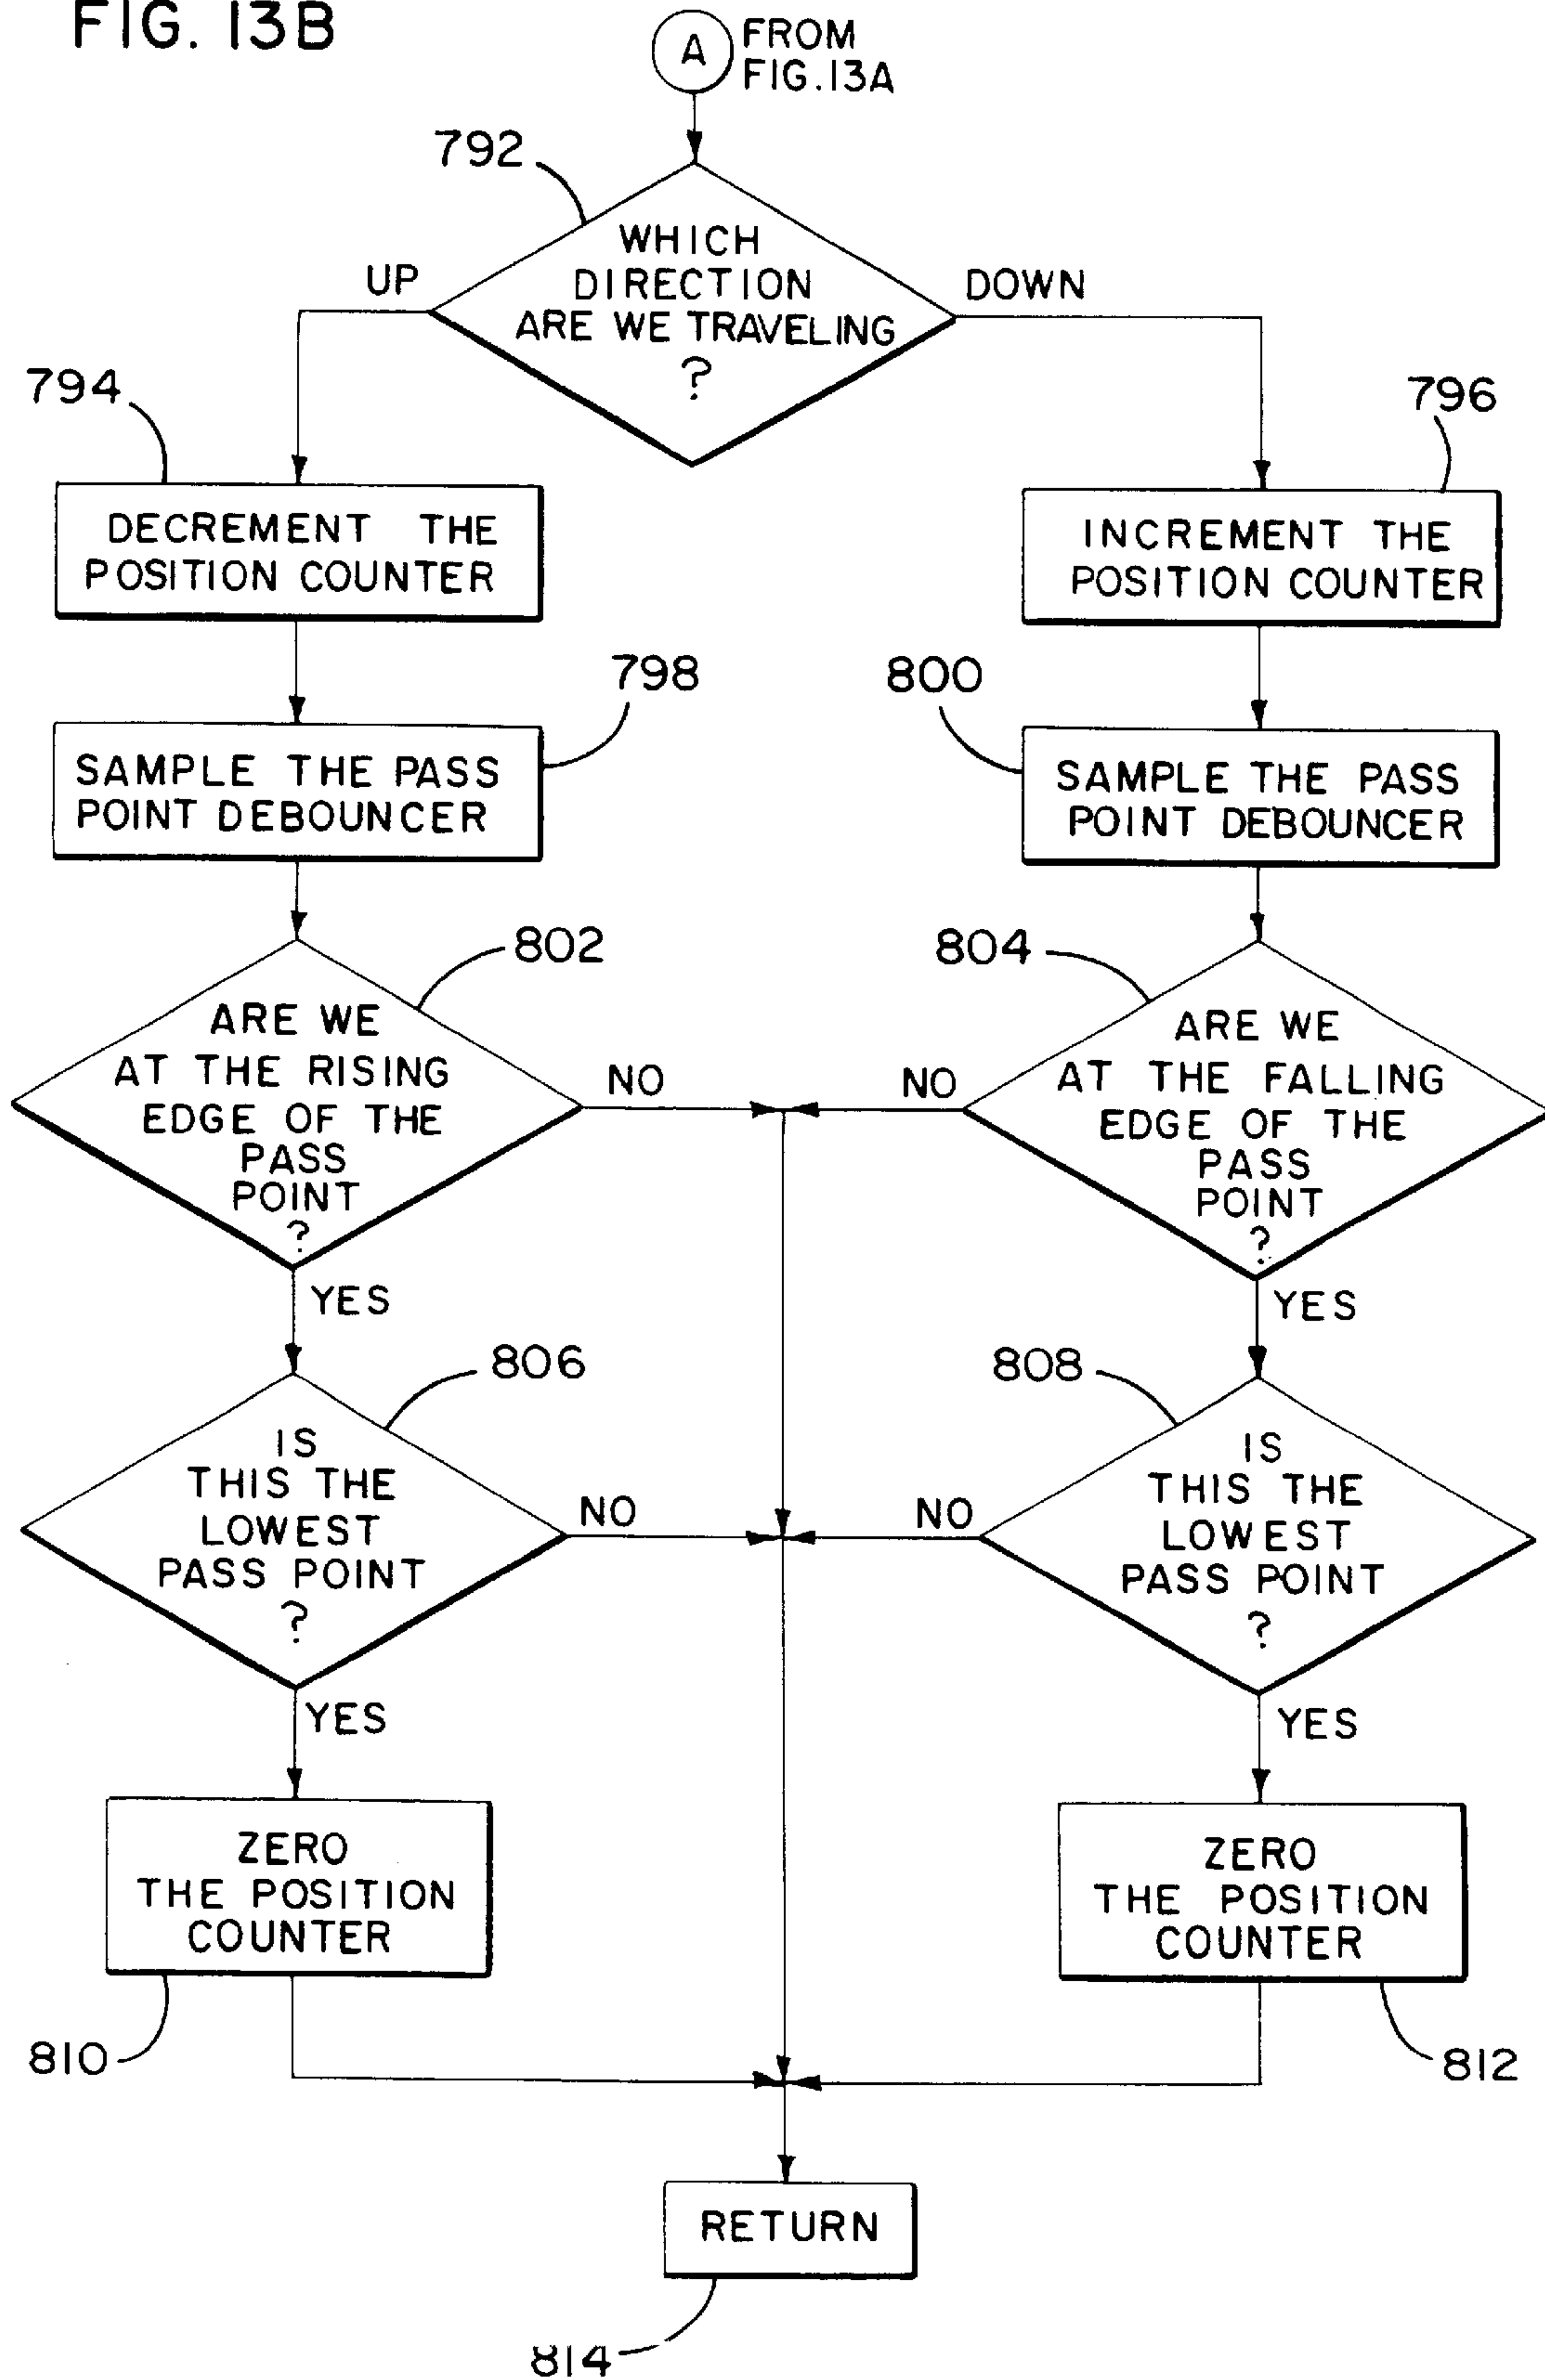 FIG. 13B
A
FROM
FIG. 13A
792
WHICH
DIRECTION
ARE WE TRAVELING
?
UP
DOWN
794
796
DECREMENT THE
POSITION COUNTER
INCREMENT THE
POSITION COUNTER
798
800
SAMPLE THE PASS
POINT DEBOUNCER
SAMPLE THE PASS
POINT DEBOUNCER
802
804
ARE WE
AT THE RISING
EDGE OF THE
PASS
POINT
?
NO
NO
ARE WE
AT THE FALLING
EDGE OF THE
PASS
POINT
?
YES
YES
806
808
IS
THIS THE
LOWEST
PASS POINT
?
NO
NO
IS
THIS THE
LOWEST
PASS POINT
?
YES
YES
ZERO
THE POSITION
COUNTER
ZERO
THE POSITION
COUNTER
810
812
RETURN
814